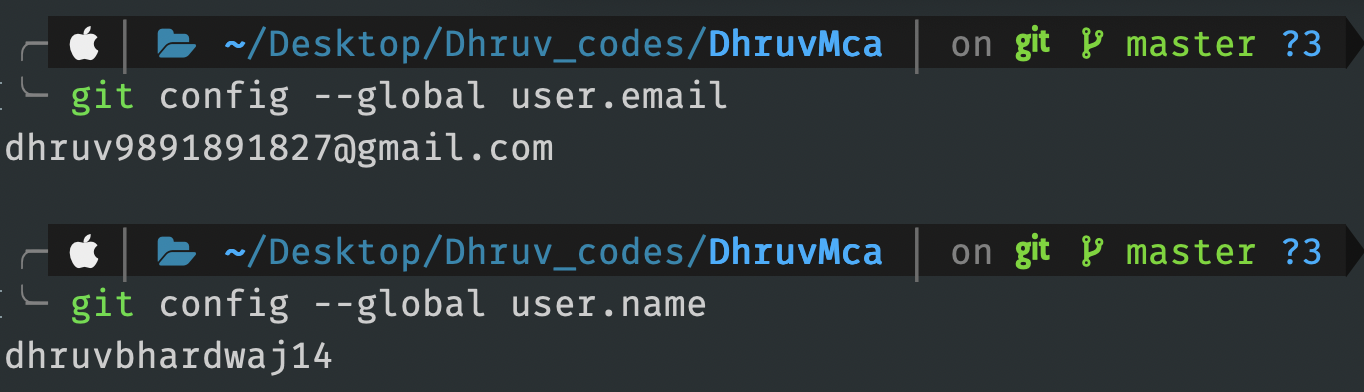 ~/Desktop/Dhruv_codes/DhruvMca on git master ?3
git config --global user.email
dhruv9891891827@gmail.com
~/Desktop/Dhruv_codes/DhruvMca on git master ?3
git config --global user.name
dhruvbhardwaj14